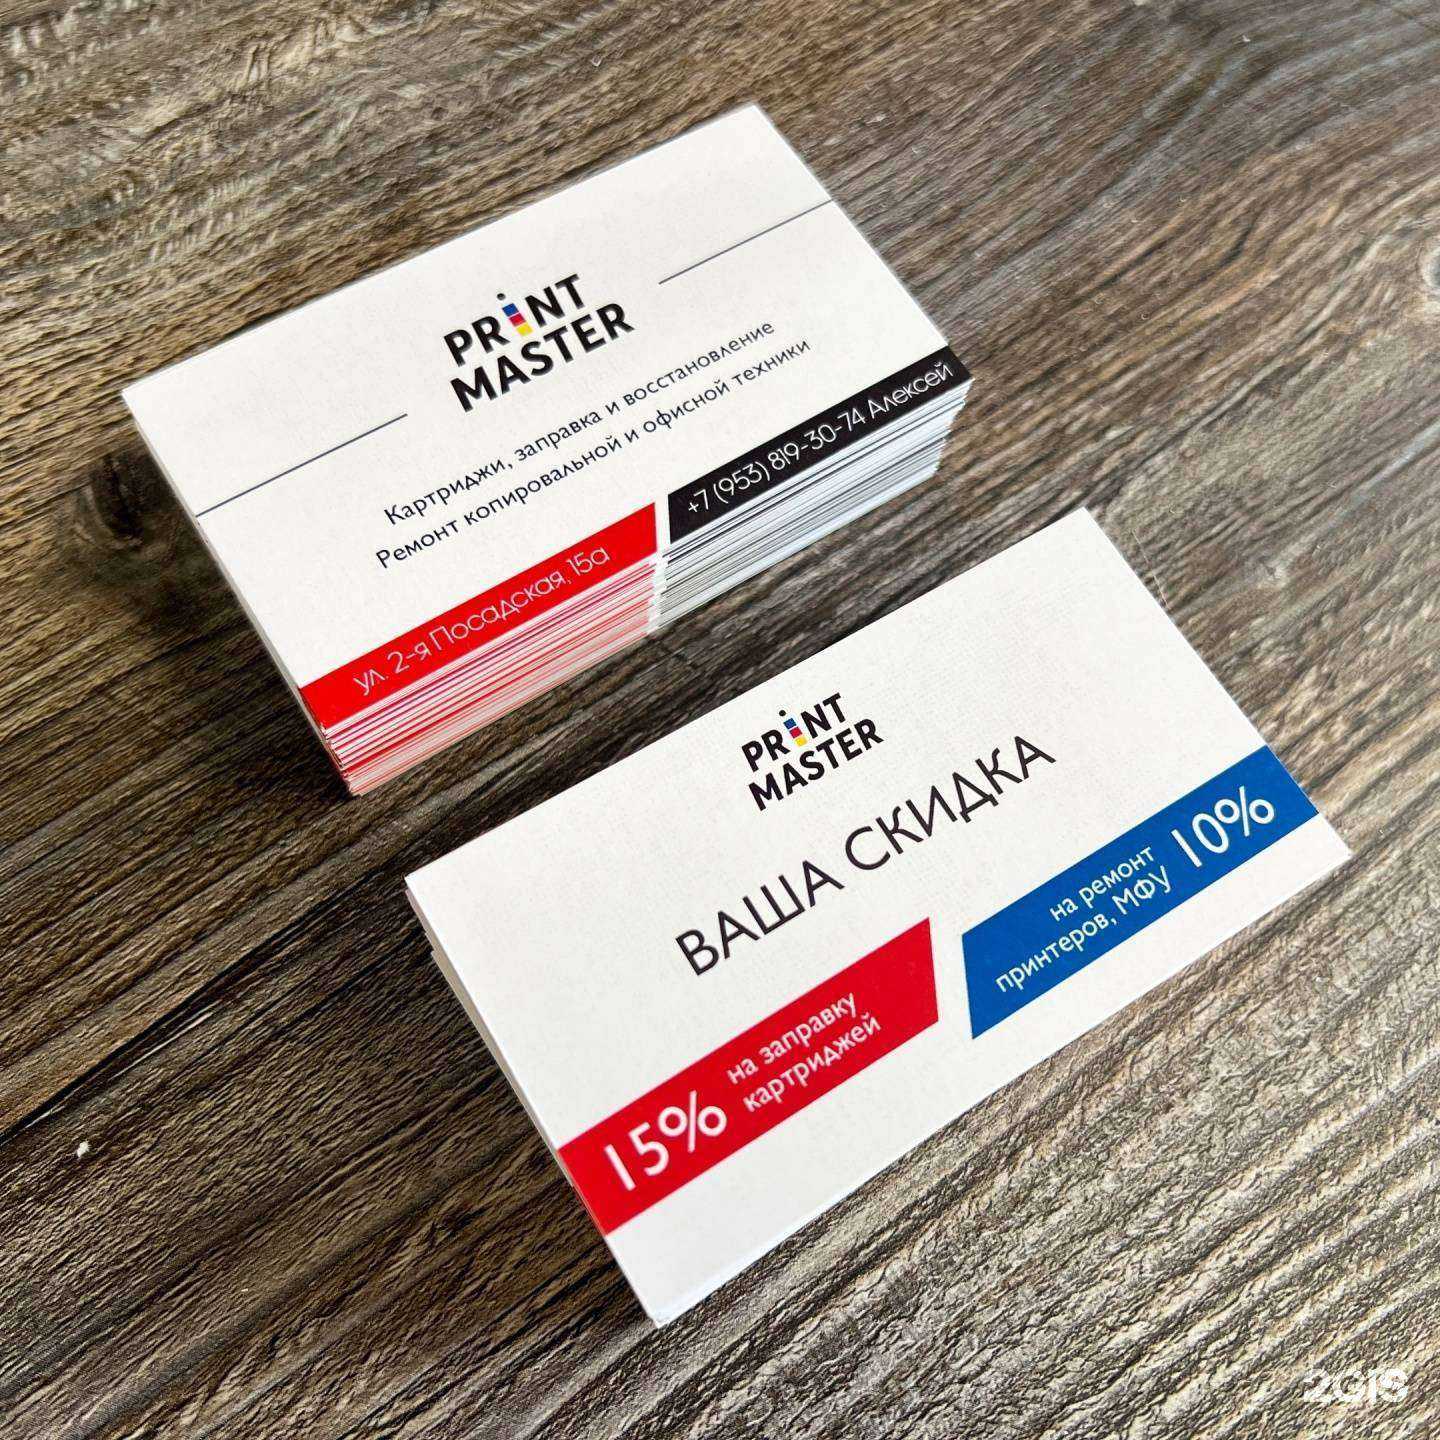 PRINT
MASTER
Картриджи, заправка и восстановление
Ремонт копировальной и офисной техники
ул. 2-я Посадская, 15а
+7 (953) 819-30-74 Алексей
PRINT
MASTER
ВАША СКИДКА
15%
на заправку
картриджей
на ремонт
принтеров, МФУ
10%
2GIS